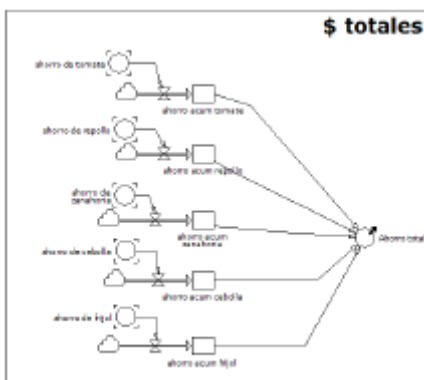 $ totales
ahorro de tomate
ahorro acum tomate
ahorro de repollo
ahorro acum repollo
ahorro de
zanahoria
ahorro acum
zanahoria
Ahorro total
ahorro de cebolla
ahorro acum cebolla
ahorro de frijol
ahorro acum frijol